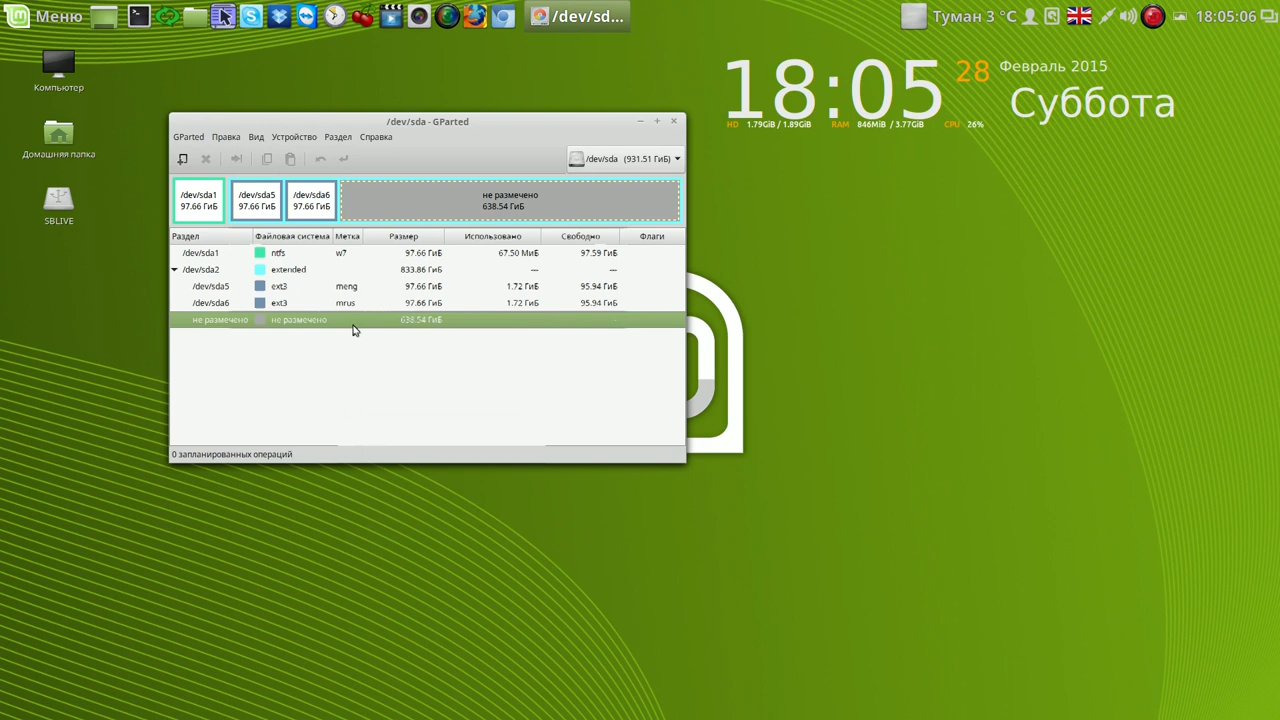 Меню
/dev/sd...
Туман 3 °C
18:05:06
Компьютер
Домашняя папка
SBLIVE
18:05
28
Февраль 2015
Суббота
HD 1.79GiB / 1.89GiB RAM 846MiB / 3.77GiB CPU 26%
/dev/sda - GParted
GParted Правка Вид Устройство Раздел Справка
/dev/sda (931.51 ГиБ)
/dev/sda1
97.66 ГиБ
/dev/sda5
97.66 ГиБ
/dev/sda6
97.66 ГиБ
не размечено
638.54 ГиБ
Раздел Файловая система Метка Размер Использовано Свободно Флаги
/dev/sda1 ntfs w7 97.66 ГиБ 67.50 МиБ 97.59 ГиБ
/dev/sda2 extended 833.86 ГиБ --- ---
/dev/sda5 ext3 meng 97.66 ГиБ 1.72 ГиБ 95.94 ГиБ
/dev/sda6 ext3 mrus 97.66 ГиБ 1.72 ГиБ 95.94 ГиБ
не размечено не размечено 638.54 ГиБ
0 запланированных операций